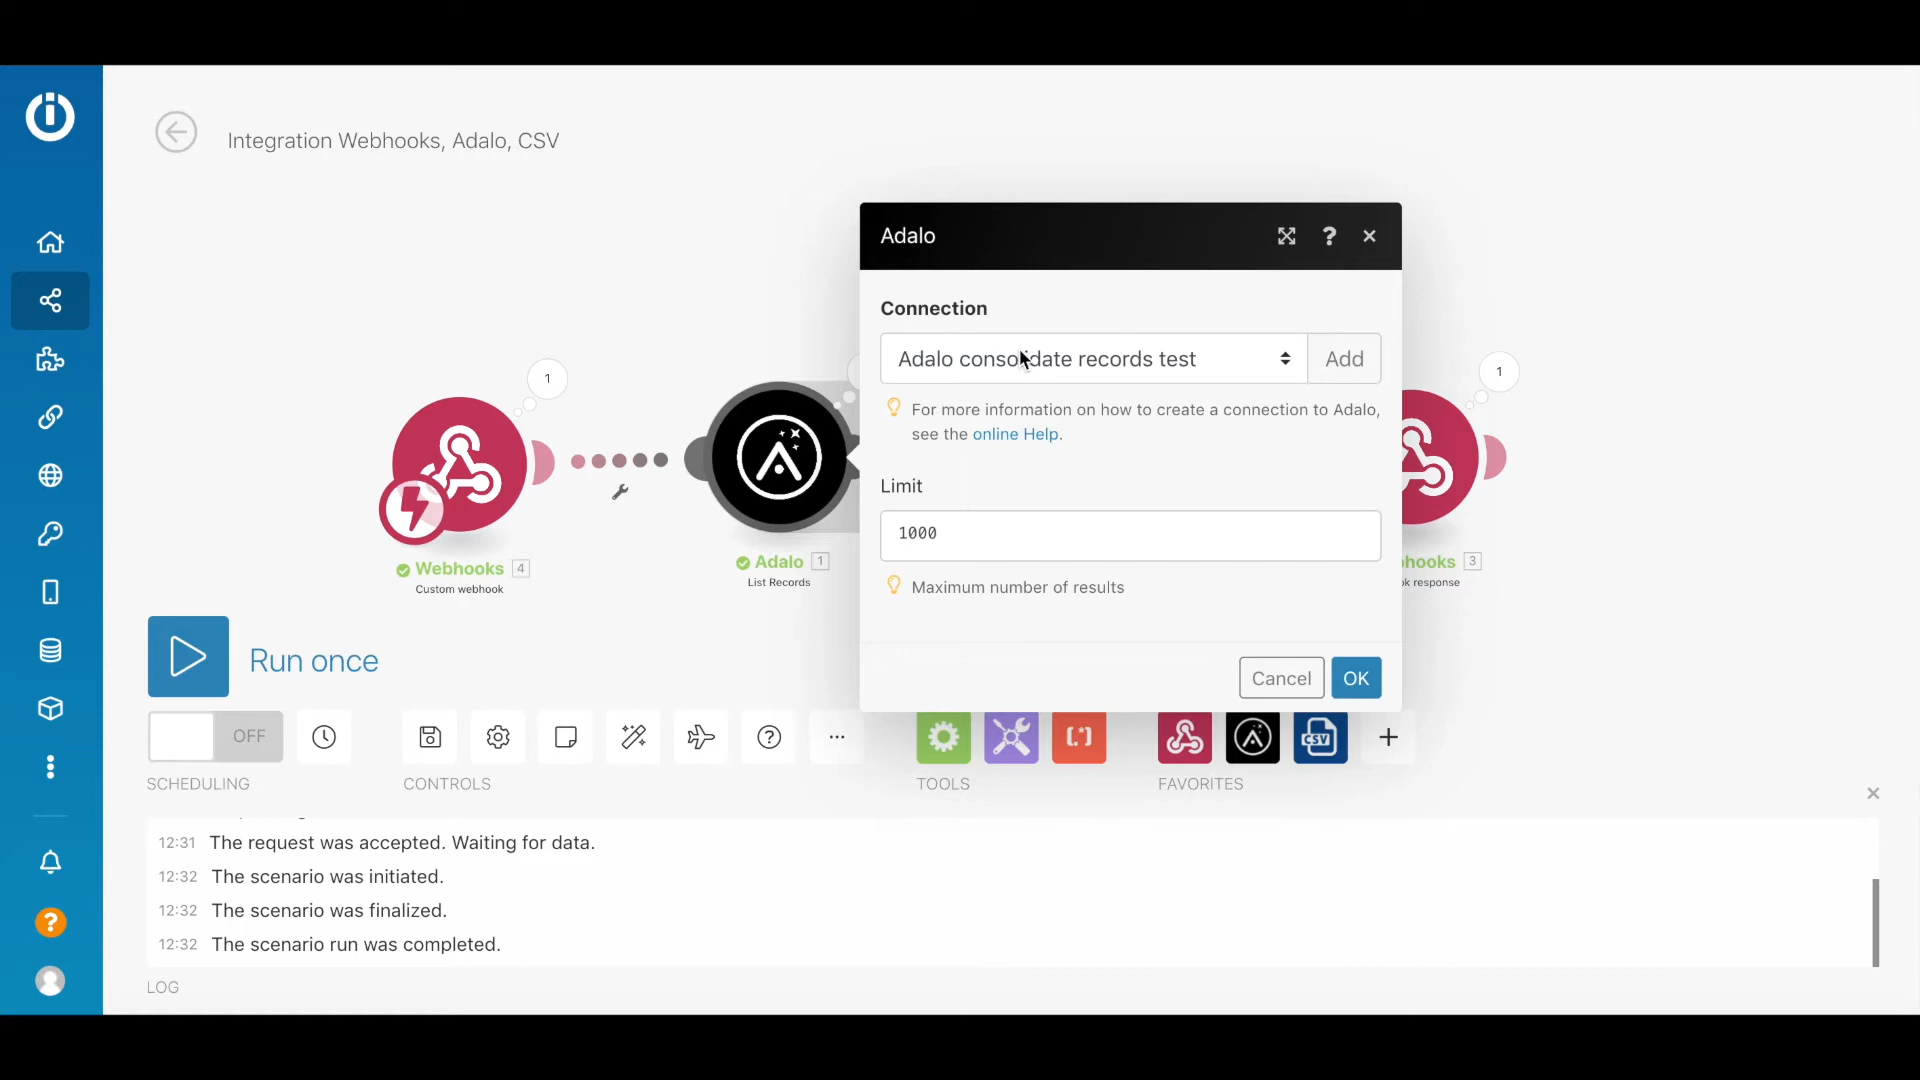 Integration Webhooks, Adalo, CSV
Adalo
?
Connection
Adalo consolidate records test
Add
For more information on how to create a connection to Adalo,
see the online Help.
Limit
1000
Maximum number of results
Cancel
OK
1
1
Webhooks 4
Custom webhook
Adalo 1
List Records
hooks 3
ok response
Run once
OFF
SCHEDULING
?
...
CONTROLS
[.*]
TOOLS
CSV
+
FAVORITES
12:31 The request was accepted. Waiting for data.
12:32 The scenario was initiated.
12:32 The scenario was finalized.
12:32 The scenario run was completed.
LOG
?